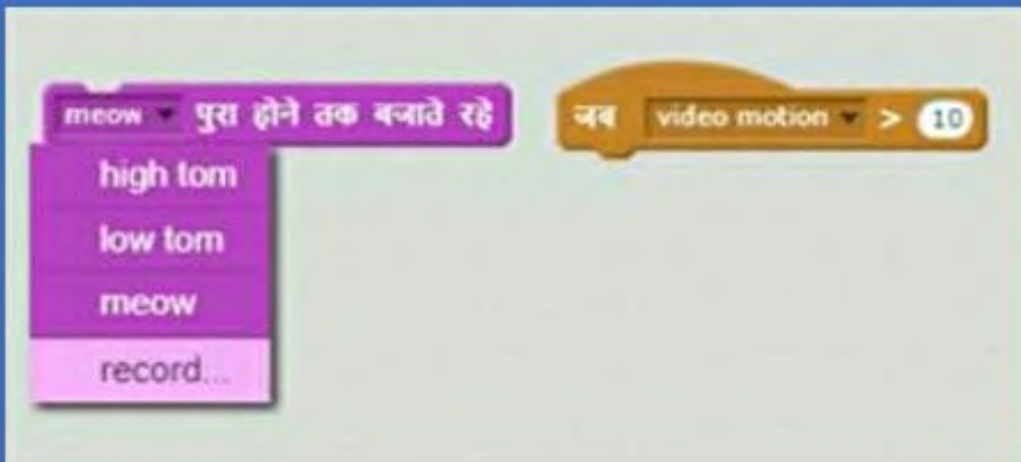 meow पुरा होने तक बजाते रहे
जब video motion > 10
high tom
low tom
meow
record...